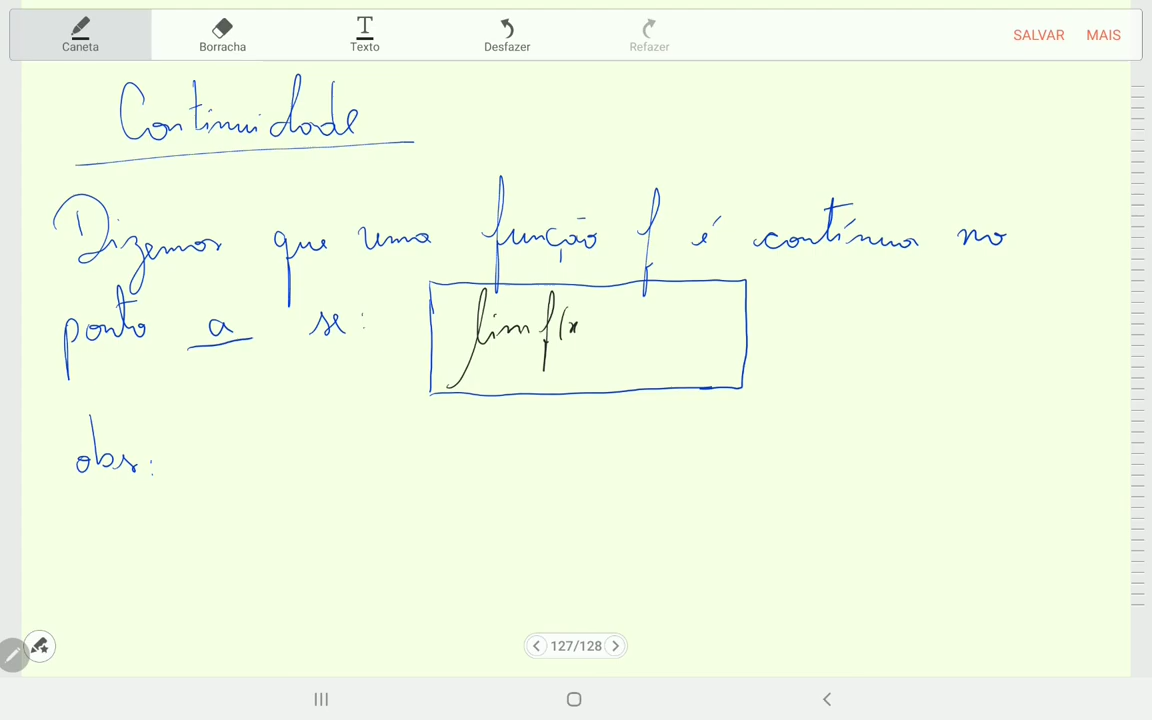 Caneta Borracha Texto Desfazer Refazer SALVAR MAIS
Continuidade
Dizemos que uma função f é contínua no
ponto a se: lim f(x
obs:
127/128